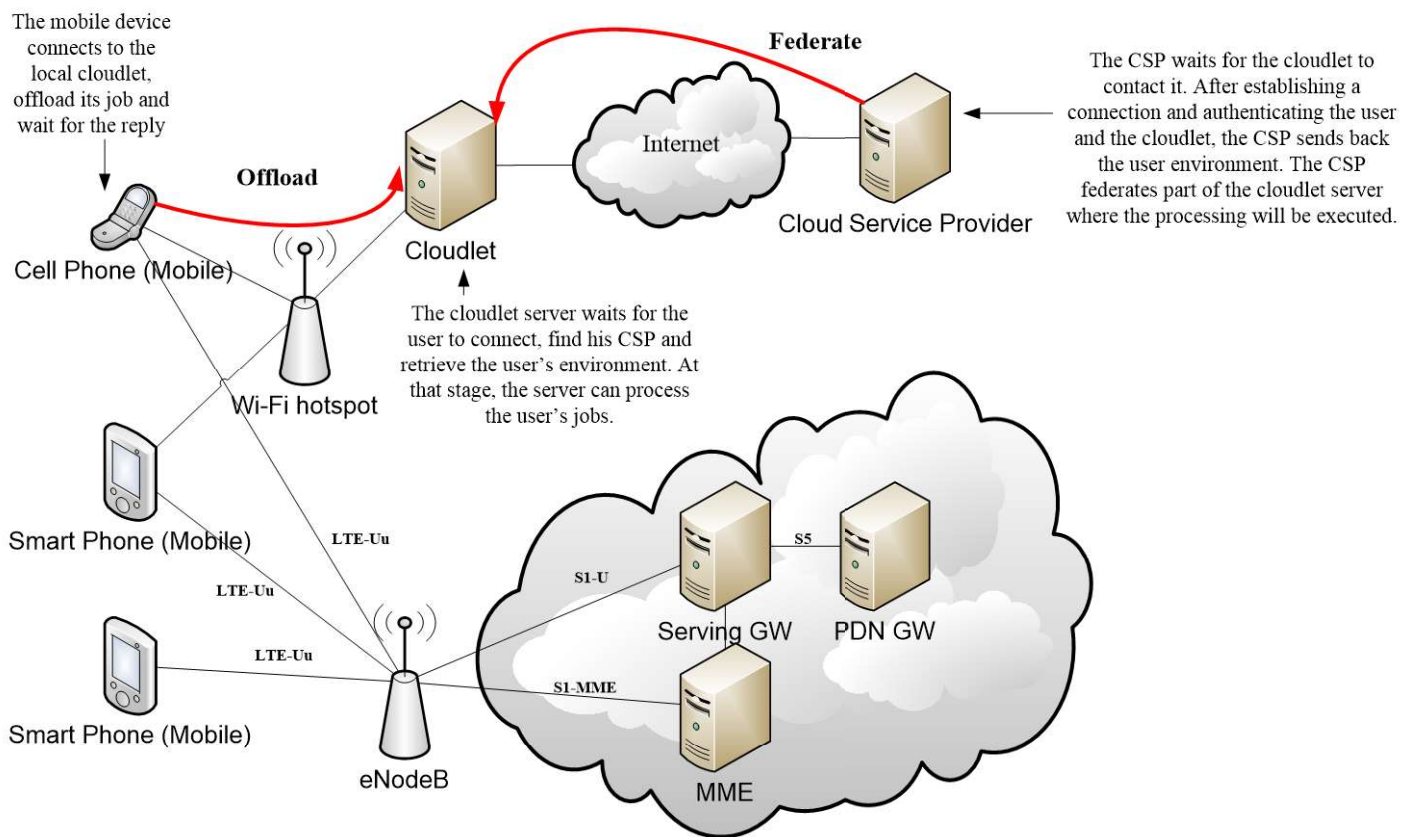 The mobile device
connects to the
local cloudlet,
offload its job and
wait for the reply
Federate
The CSP waits for the cloudlet to
contact it. After establishing a
connection and authenticating the user
and the cloudlet, the CSP sends back
the user environment. The CSP
federates part of the cloudlet server
where the processing will be executed.
Internet
Offload
Cloud Service Provider
Cloudlet
Cell Phone (Mobile)
The cloudlet server waits for the
user to connect, find his CSP and
retrieve the user’s environment. At
that stage, the server can process
the user’s jobs.
Wi-Fi hotspot
Smart Phone (Mobile)
LTE-Uu
S5
S1-U
LTE-Uu
Serving GW
PDN GW
LTE-Uu
S1-MME
Smart Phone (Mobile)
eNodeB
MME